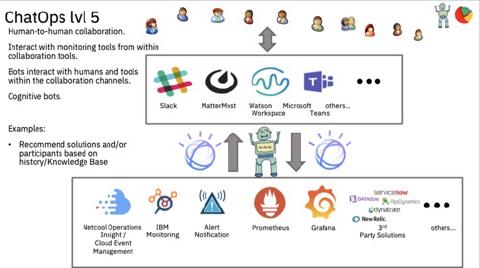 ChatOps lvl 5
Human-to-human collaboration.
Interact with monitoring tools from within
collaboration tools.
Bots interact with humans and tools
within the collaboration channels.
Cognitive bots.
Examples:
• Recommend solutions and/or
participants based on
history/Knowledge Base
Slack
MatterMost
Watson
Workspace
Microsoft
Teams
others...
Netcool Operations
Insight /
Cloud Event
Management
IBM
Monitoring
Alert
Notification
Prometheus
Grafana
servicenow
DATADOG
AppDynamics
dynatrace
New Relic.
3rd
Party Solutions
others...